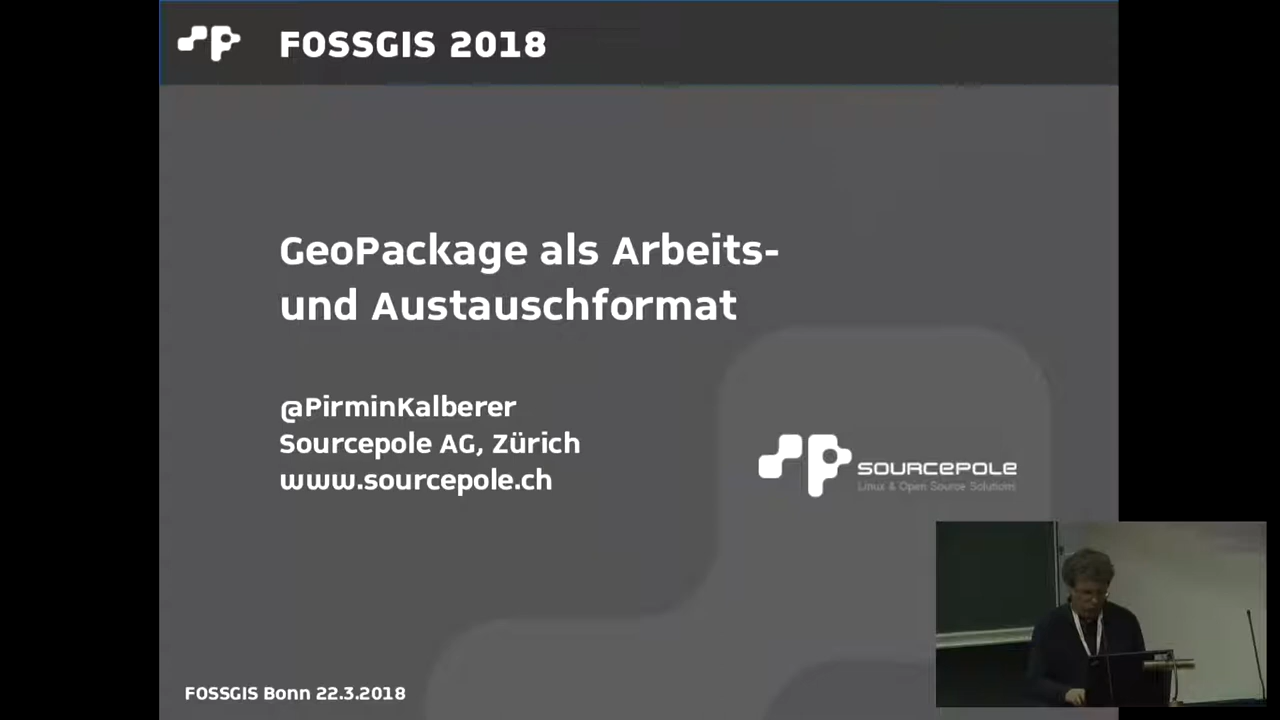 FOSSGIS 2018
GeoPackage als Arbeits-
und Austauschformat
@PirminKalberer
Sourcepole AG, Zürich
www.sourcepole.ch
SOURCEPOLE
Linux & Open Source Solutions
FOSSGIS Bonn 22.3.2018